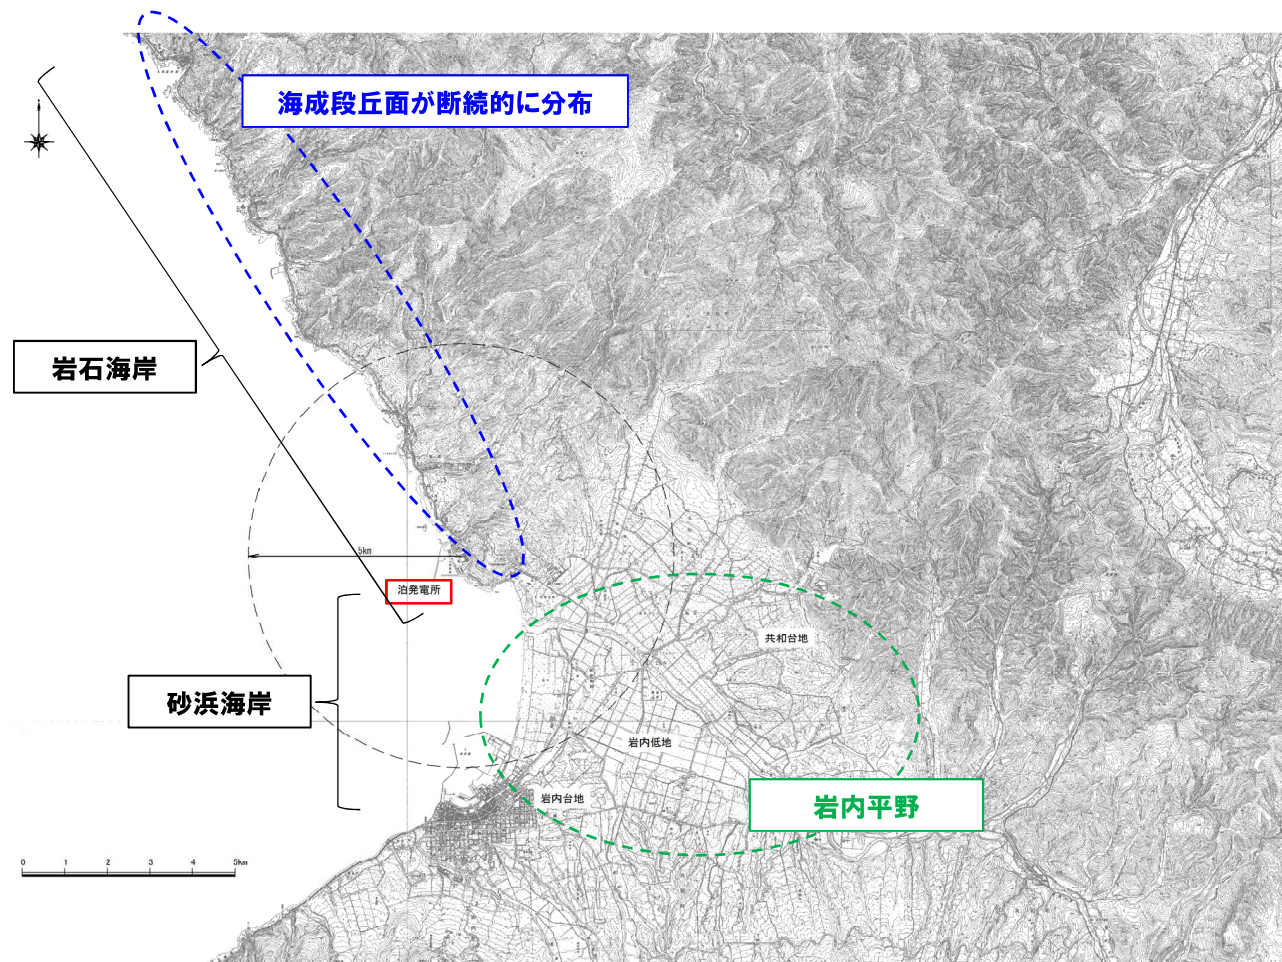 海成段丘面が断続的に分布
岩石海岸
5km
泊発電所
共和台地
砂浜海岸
岩内低地
岩内台地
岩内平野
0 1 2 3 4 5km